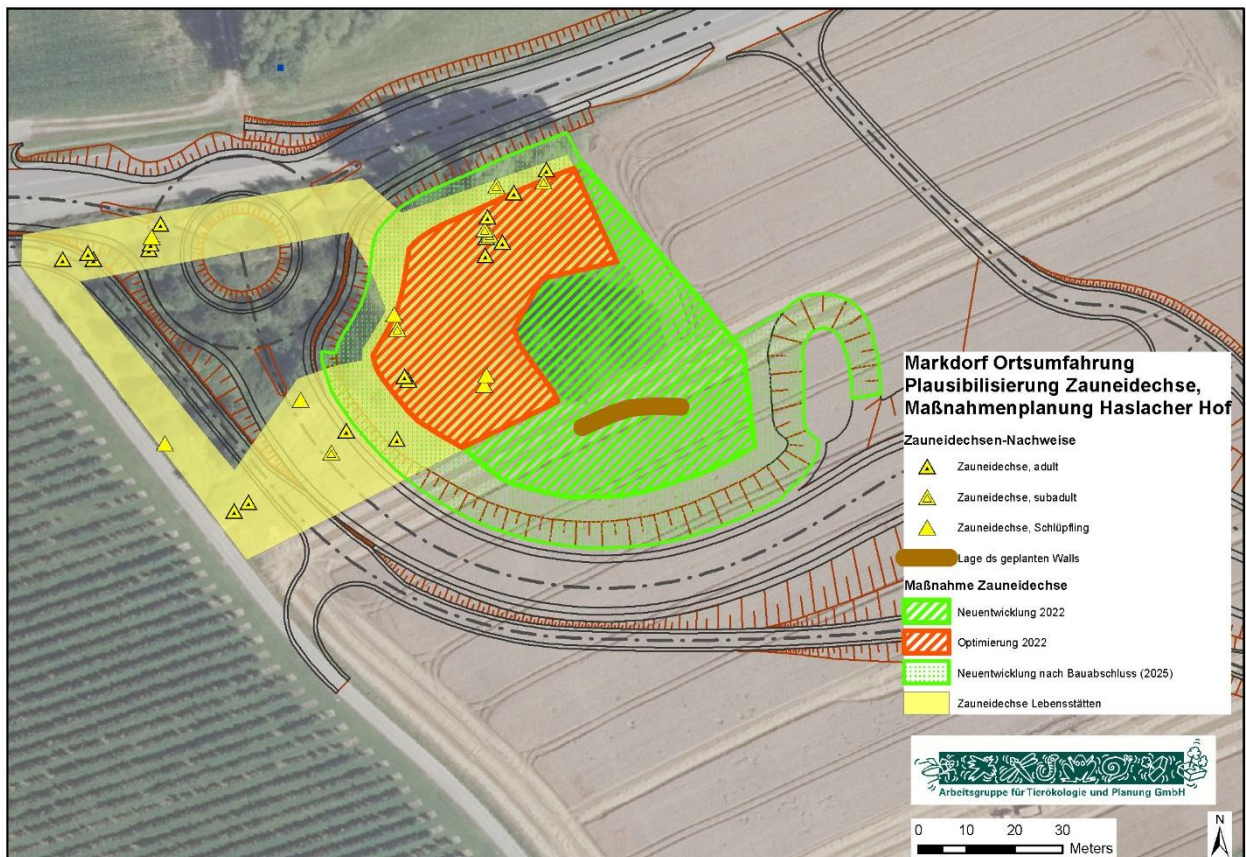 Markdorf Ortsumfahrung
Plausibilisierung Zauneidechse,
Maßnahmenplanung Haslacher Hof
Zauneidechsen-Nachweise
Zauneidechse, adult
Zauneidechse, subadult
Zauneidechse, Schlüpfling
Lage ds geplanten Walls
Maßnahme Zauneidechse
Neuentwicklung 2022
Optimierung 2022
Neuentwicklung nach Bauabschluss (2025)
Zauneidechse Lebensstätten
Arbeitsgruppe für Tierökologie und Planung GmbH
0 10 20 30
Meters
N